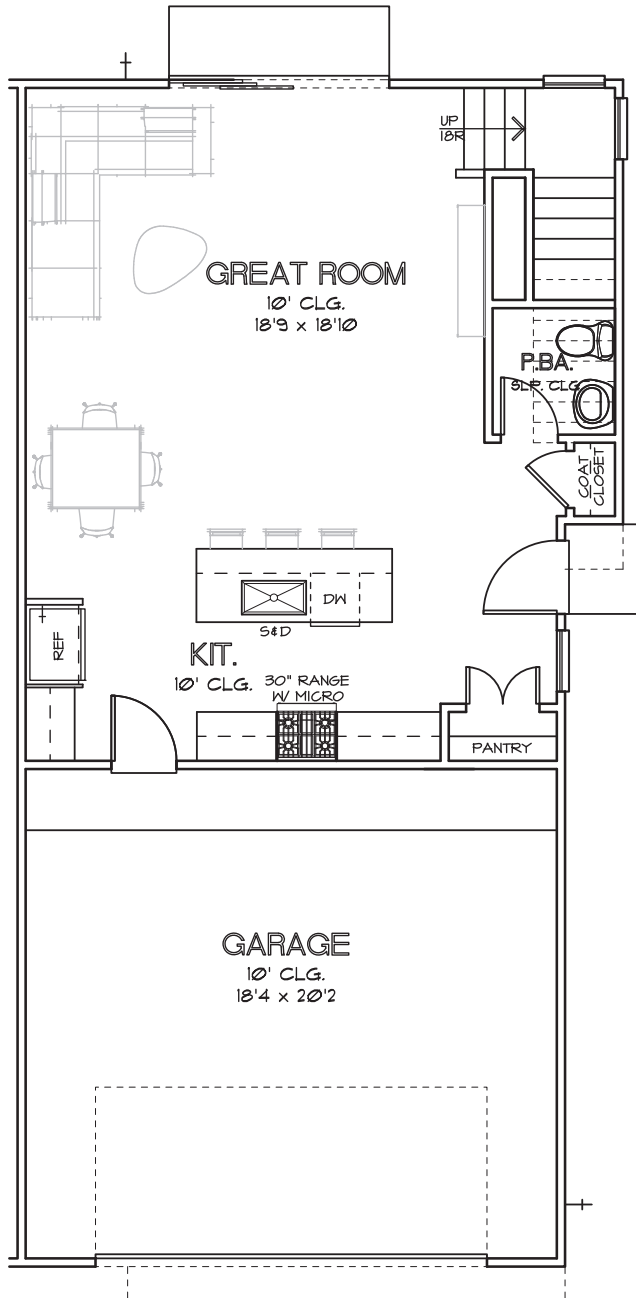 UP
18R
GREAT ROOM
10' CLG.
18'9 x 18'10
P.BA.
SLP. CLG.
COAT
CLOSET
DW
S&D
REF
KIT.
10' CLG.
30" RANGE
W/ MICRO
PANTRY
GARAGE
10' CLG.
18'4 x 20'2